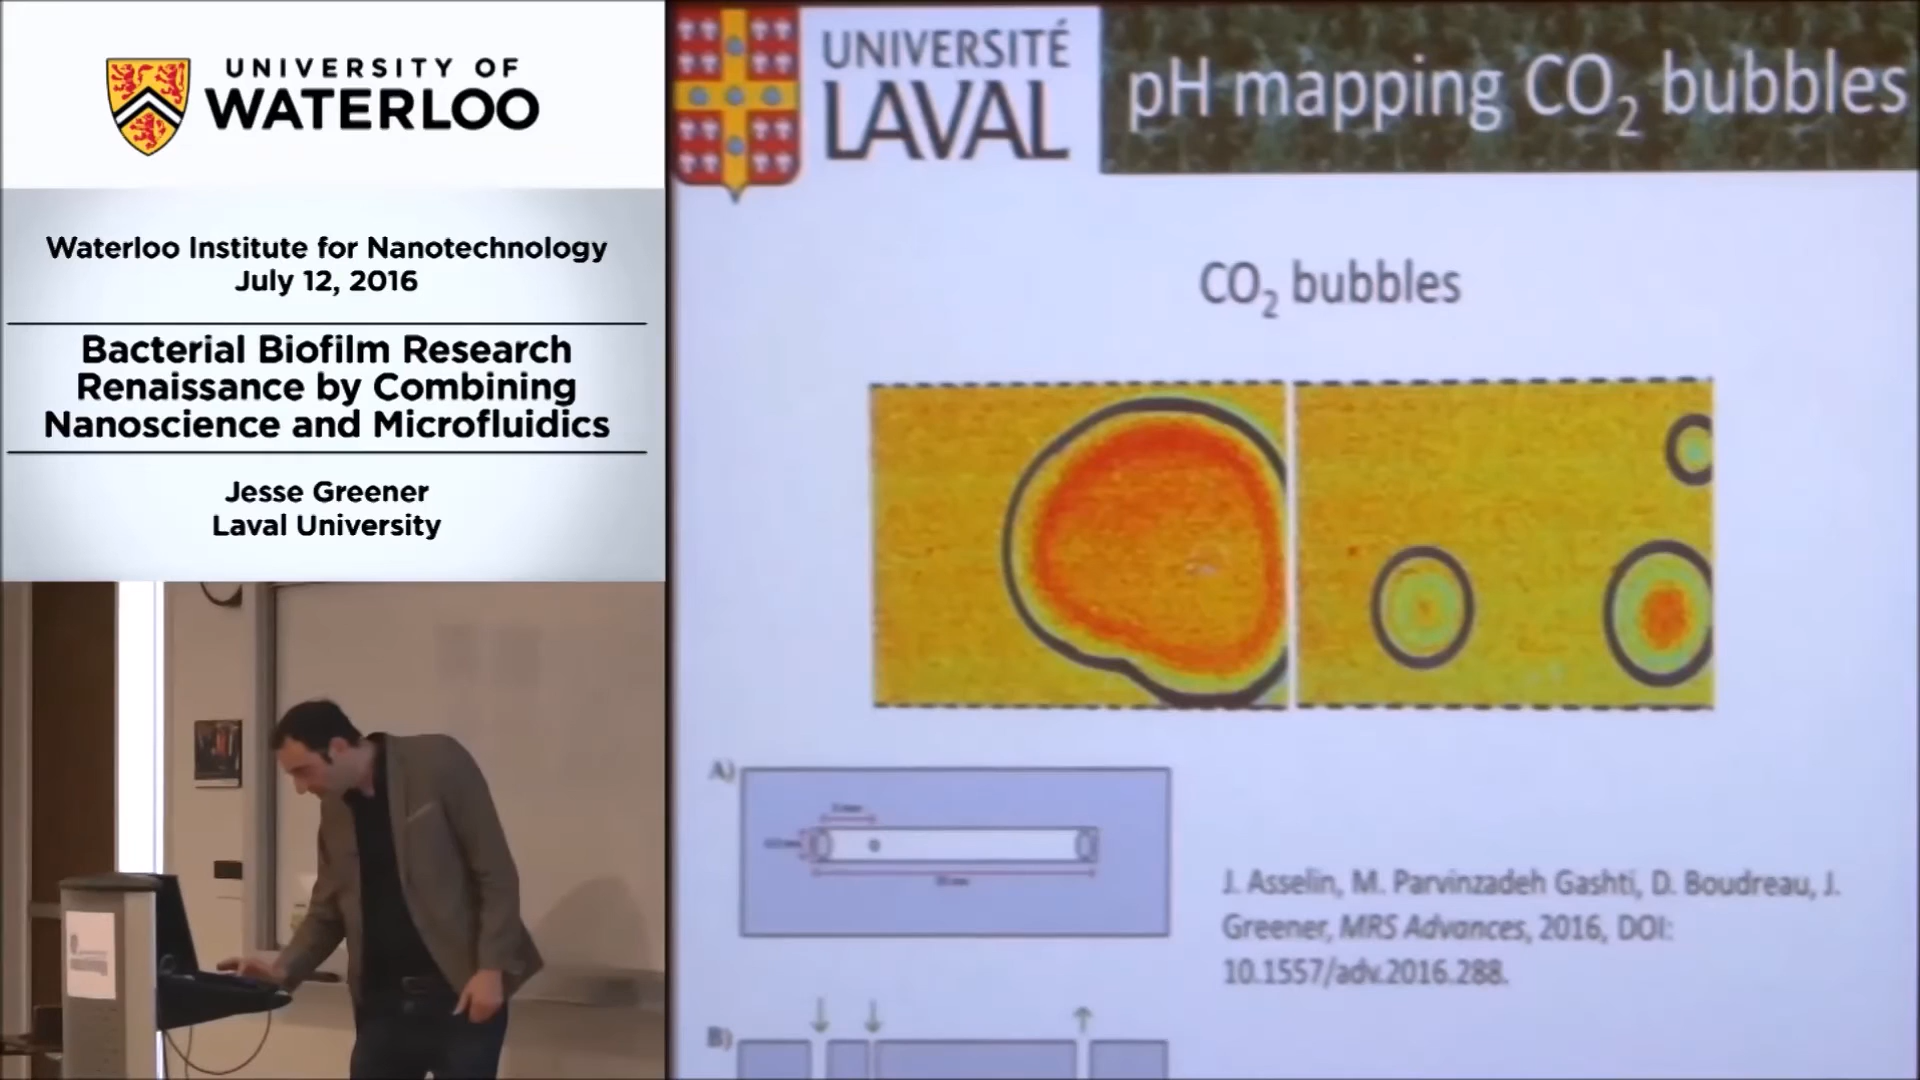 UNIVERSITY OF
WATERLOO
Waterloo Institute for Nanotechnology
July 12, 2016
Bacterial Biofilm Research
Renaissance by Combining
Nanoscience and Microfluidics
Jesse Greener
Laval University
UNIVERSITÉ
LAVAL
pH mapping CO₂ bubbles
CO₂ bubbles
A)
J. Asselin, M. Parvinzadeh Gashti, D. Boudreau, J.
Greener, MRS Advances, 2016, DOI:
10.1557/adv.2016.288.
B)